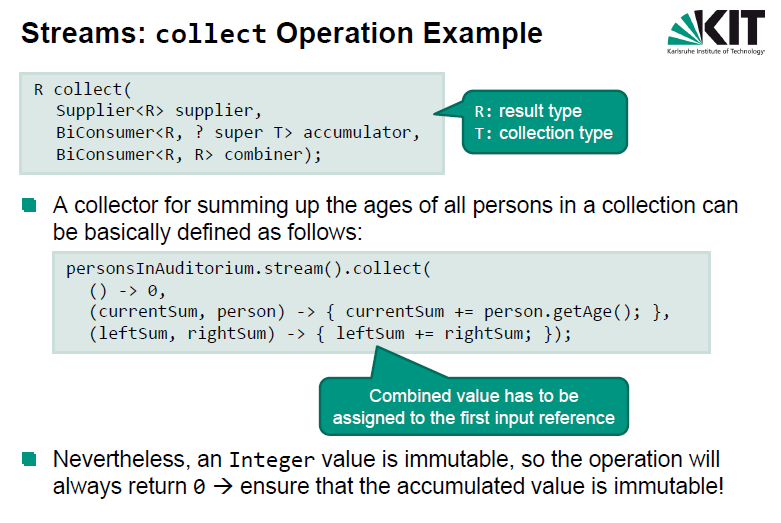 Streams: collect Operation Example
KIT
Karlsruhe Institute of Technology
R collect(
Supplier<R> supplier,
BiConsumer<R, ? super T> accumulator,
BiConsumer<R, R> combiner);
R: result type
T: collection type
A collector for summing up the ages of all persons in a collection can
be basically defined as follows:
personsInAuditorium.stream().collect(
() -> 0,
(currentSum, person) -> { currentSum += person.getAge(); },
(leftSum, rightSum) -> { leftSum += rightSum; });
Combined value has to be
assigned to the first input reference
Nevertheless, an Integer value is immutable, so the operation will
always return 0 → ensure that the accumulated value is immutable!